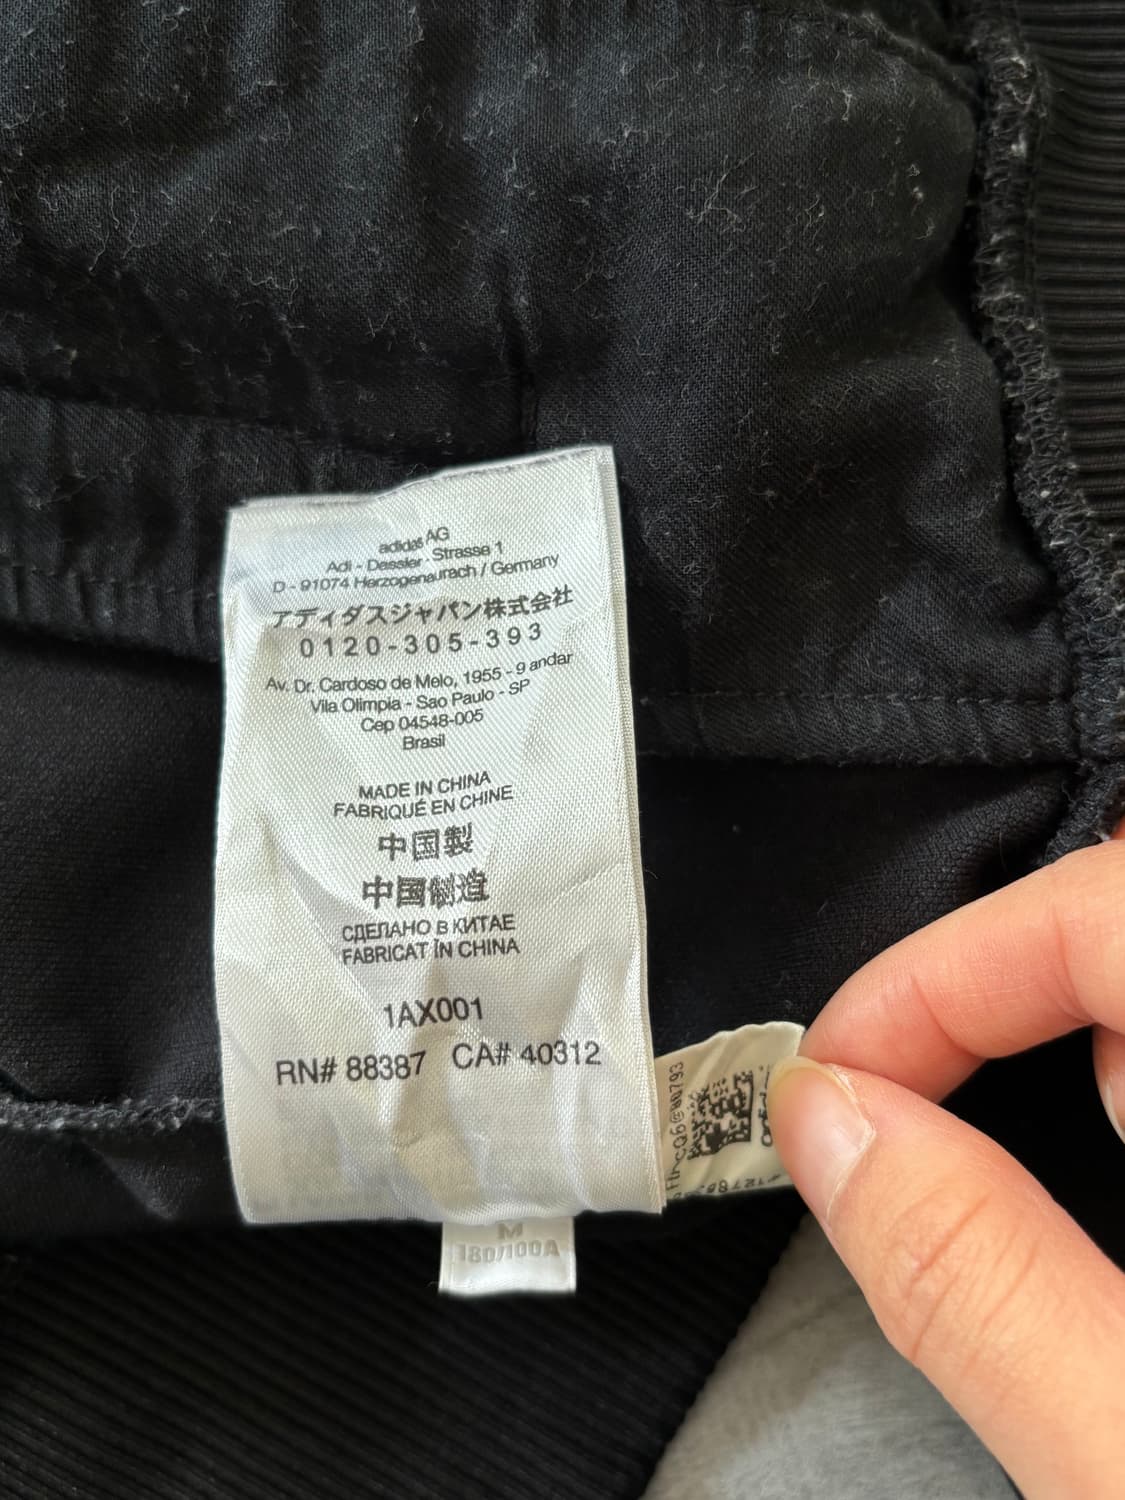 adidas AG
Adi - Dassler - Strasse 1
D - 91074 Herzogenaurach / Germany
アディダスジャパン株式会社
0120-305-393
Av. Dr. Cardoso de Melo, 1955 - 9 andar
Vila Olimpia - Sao Paulo - SP
Cep 04548-005
Brasil
MADE IN CHINA
FABRIQUÉ EN CHINE
中国製
中国制造
СДЕЛАНО в КИТАЕ
FABRICAT ÎN CHINA
1AX001
RN# 88387 CA# 40312
M
180/100A